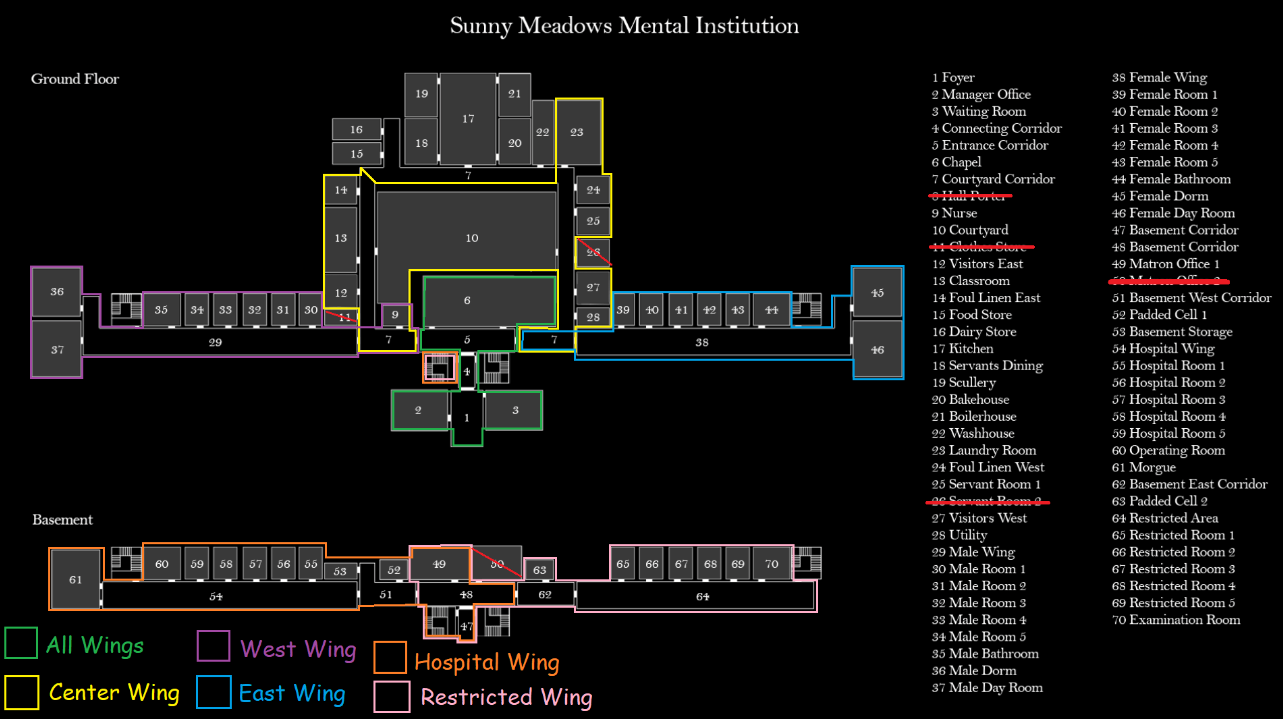 Sunny Meadows Mental Institution
Ground Floor
19
17
21
16
18
20
22
23
15
7
14
24
13
10
25
26
12
6
27
36
35
34
33
32
31
30
11
9
28
39
40
41
42
43
44
45
37
29
7
5
7
38
46
4
2
1
3
Basement
61
60
59
58
57
56
55
53
52
49
50
63
65
66
67
68
69
70
54
51
48
62
64
47
All Wings
West Wing
Hospital Wing
Center Wing
East Wing
Restricted Wing
1 Foyer
2 Manager Office
3 Waiting Room
4 Connecting Corridor
5 Entrance Corridor
6 Chapel
7 Courtyard Corridor
8 Hall Porter
9 Nurse
10 Courtyard
11 Clothes Store
12 Visitors East
13 Classroom
14 Foul Linen East
15 Food Store
16 Dairy Store
17 Kitchen
18 Servants Dining
19 Scullery
20 Bakehouse
21 Boilerhouse
22 Washhouse
23 Laundry Room
24 Foul Linen West
25 Servant Room 1
26 Servant Room 2
27 Visitors West
28 Utility
29 Male Wing
30 Male Room 1
31 Male Room 2
32 Male Room 3
33 Male Room 4
34 Male Room 5
35 Male Bathroom
36 Male Dorm
37 Male Day Room
38 Female Wing
39 Female Room 1
40 Female Room 2
41 Female Room 3
42 Female Room 4
43 Female Room 5
44 Female Bathroom
45 Female Dorm
46 Female Day Room
47 Basement Corridor
48 Basement Corridor
49 Matron Office 1
50 Matron Office 2
51 Basement West Corridor
52 Padded Cell 1
53 Basement Storage
54 Hospital Wing
55 Hospital Room 1
56 Hospital Room 2
57 Hospital Room 3
58 Hospital Room 4
59 Hospital Room 5
60 Operating Room
61 Morgue
62 Basement East Corridor
63 Padded Cell 2
64 Restricted Area
65 Restricted Room 1
66 Restricted Room 2
67 Restricted Room 3
68 Restricted Room 4
69 Restricted Room 5
70 Examination Room